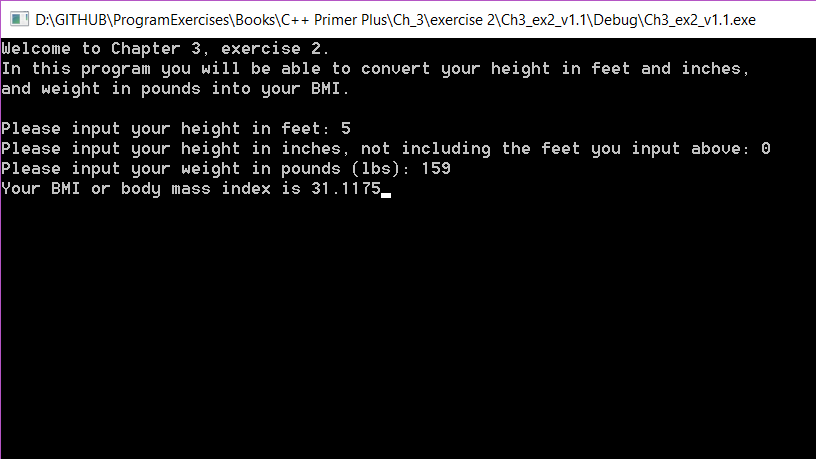 D:\GITHUB\ProgramExercises\Books\C++ Primer Plus\Ch_3\exercise 2\Ch3_ex2_v1.1\Debug\Ch3_ex2_v1.1.exe
Welcome to Chapter 3, exercise 2.
In this program you will be able to convert your height in feet and inches,
and weight in pounds into your BMI.
Please input your height in feet: 5
Please input your height in inches, not including the feet you input above: 0
Please input your weight in pounds (lbs): 159
Your BMI or body mass index is 31.1175